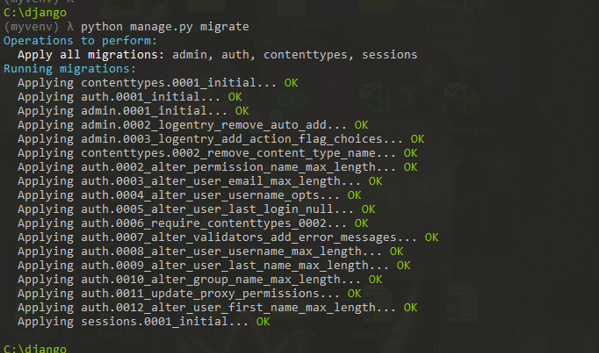 C:\django
(myvenv) λ python manage.py migrate
Operations to perform:
  Apply all migrations: admin, auth, contenttypes, sessions
Running migrations:
  Applying contenttypes.0001_initial... OK
  Applying auth.0001_initial... OK
  Applying admin.0001_initial... OK
  Applying admin.0002_logentry_remove_auto_add... OK
  Applying admin.0003_logentry_add_action_flag_choices... OK
  Applying contenttypes.0002_remove_content_type_name... OK
  Applying auth.0002_alter_permission_name_max_length... OK
  Applying auth.0003_alter_user_email_max_length... OK
  Applying auth.0004_alter_user_username_opts... OK
  Applying auth.0005_alter_user_last_login_null... OK
  Applying auth.0006_require_contenttypes_0002... OK
  Applying auth.0007_alter_validators_add_error_messages... OK
  Applying auth.0008_alter_user_username_max_length... OK
  Applying auth.0009_alter_user_last_name_max_length... OK
  Applying auth.0010_alter_group_name_max_length... OK
  Applying auth.0011_update_proxy_permissions... OK
  Applying auth.0012_alter_user_first_name_max_length... OK
  Applying sessions.0001_initial... OK
C:\django